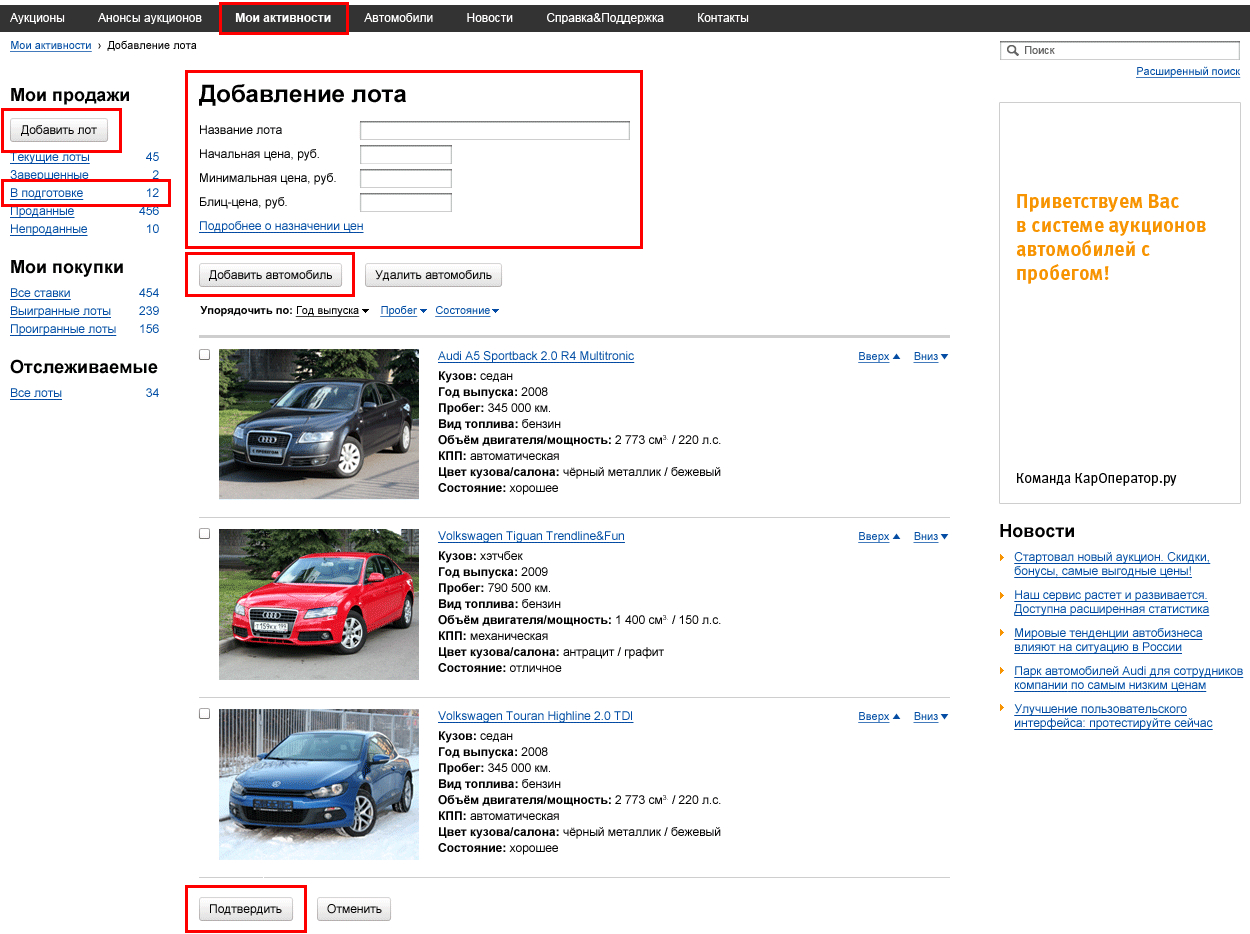 Аукционы Анонсы аукционов Мои активности Автомобили Новости Справка&Поддержка Контакты
Мои активности › Добавление лота
Поиск
Расширенный поиск
Мои продажи
Добавить лот
Текущие лоты 45
Завершенные 2
В подготовке 12
Проданные 456
Непроданные 10
Мои покупки
Все ставки 454
Выигранные лоты 239
Проигранные лоты 156
Отслеживаемые
Все лоты 34
Добавление лота
Название лота
Начальная цена, руб.
Минимальная цена, руб.
Блиц-цена, руб.
Подробнее о назначении цен
Добавить автомобиль Удалить автомобиль
Упорядочить по: Год выпуска Пробег Состояние
Audi A5 Sportback 2.0 R4 Multitronic Вверх Вниз
Кузов: седан
Год выпуска: 2008
Пробег: 345 000 км.
Вид топлива: бензин
Объём двигателя/мощность: 2 773 см³ / 220 л.с.
КПП: автоматическая
Цвет кузова/салона: чёрный металлик / бежевый
Состояние: хорошее
С ПРОБЕГОМ
Volkswagen Tiguan Trendline&Fun Вверх Вниз
Кузов: хэтчбек
Год выпуска: 2009
Пробег: 790 500 км.
Вид топлива: бензин
Объём двигателя/мощность: 1 400 см³ / 150 л.с.
КПП: механическая
Цвет кузова/салона: антрацит / графит
Состояние: отличное
Volkswagen Touran Highline 2.0 TDI Вверх Вниз
Кузов: седан
Год выпуска: 2008
Пробег: 345 000 км.
Вид топлива: бензин
Объём двигателя/мощность: 2 773 см³ / 220 л.с.
КПП: автоматическая
Цвет кузова/салона: чёрный металлик / бежевый
Состояние: хорошее
Подтвердить Отменить
Приветствуем Вас
в системе аукционов
автомобилей с
пробегом!
Команда КарОператор.ру
Новости
Стартовал новый аукцион. Скидки,
бонусы, самые выгодные цены!
Наш сервис растет и развивается.
Доступна расширенная статистика
Мировые тенденции автобизнеса
влияют на ситуацию в России
Парк автомобилей Audi для сотрудников
компании по самым низким ценам
Улучшение пользовательского
интерфейса: протестируйте сейчас